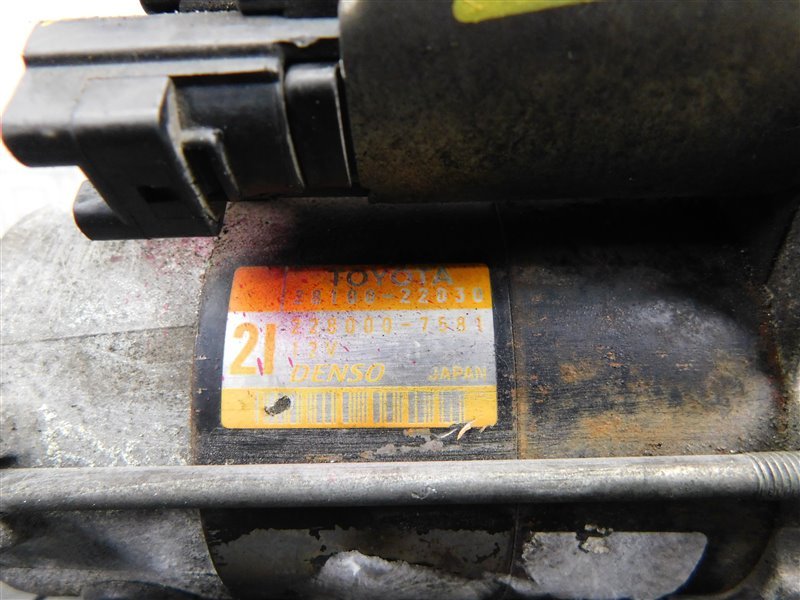 TOYOTA
28100-22030
21 228000-7581
12V
DENSO JAPAN